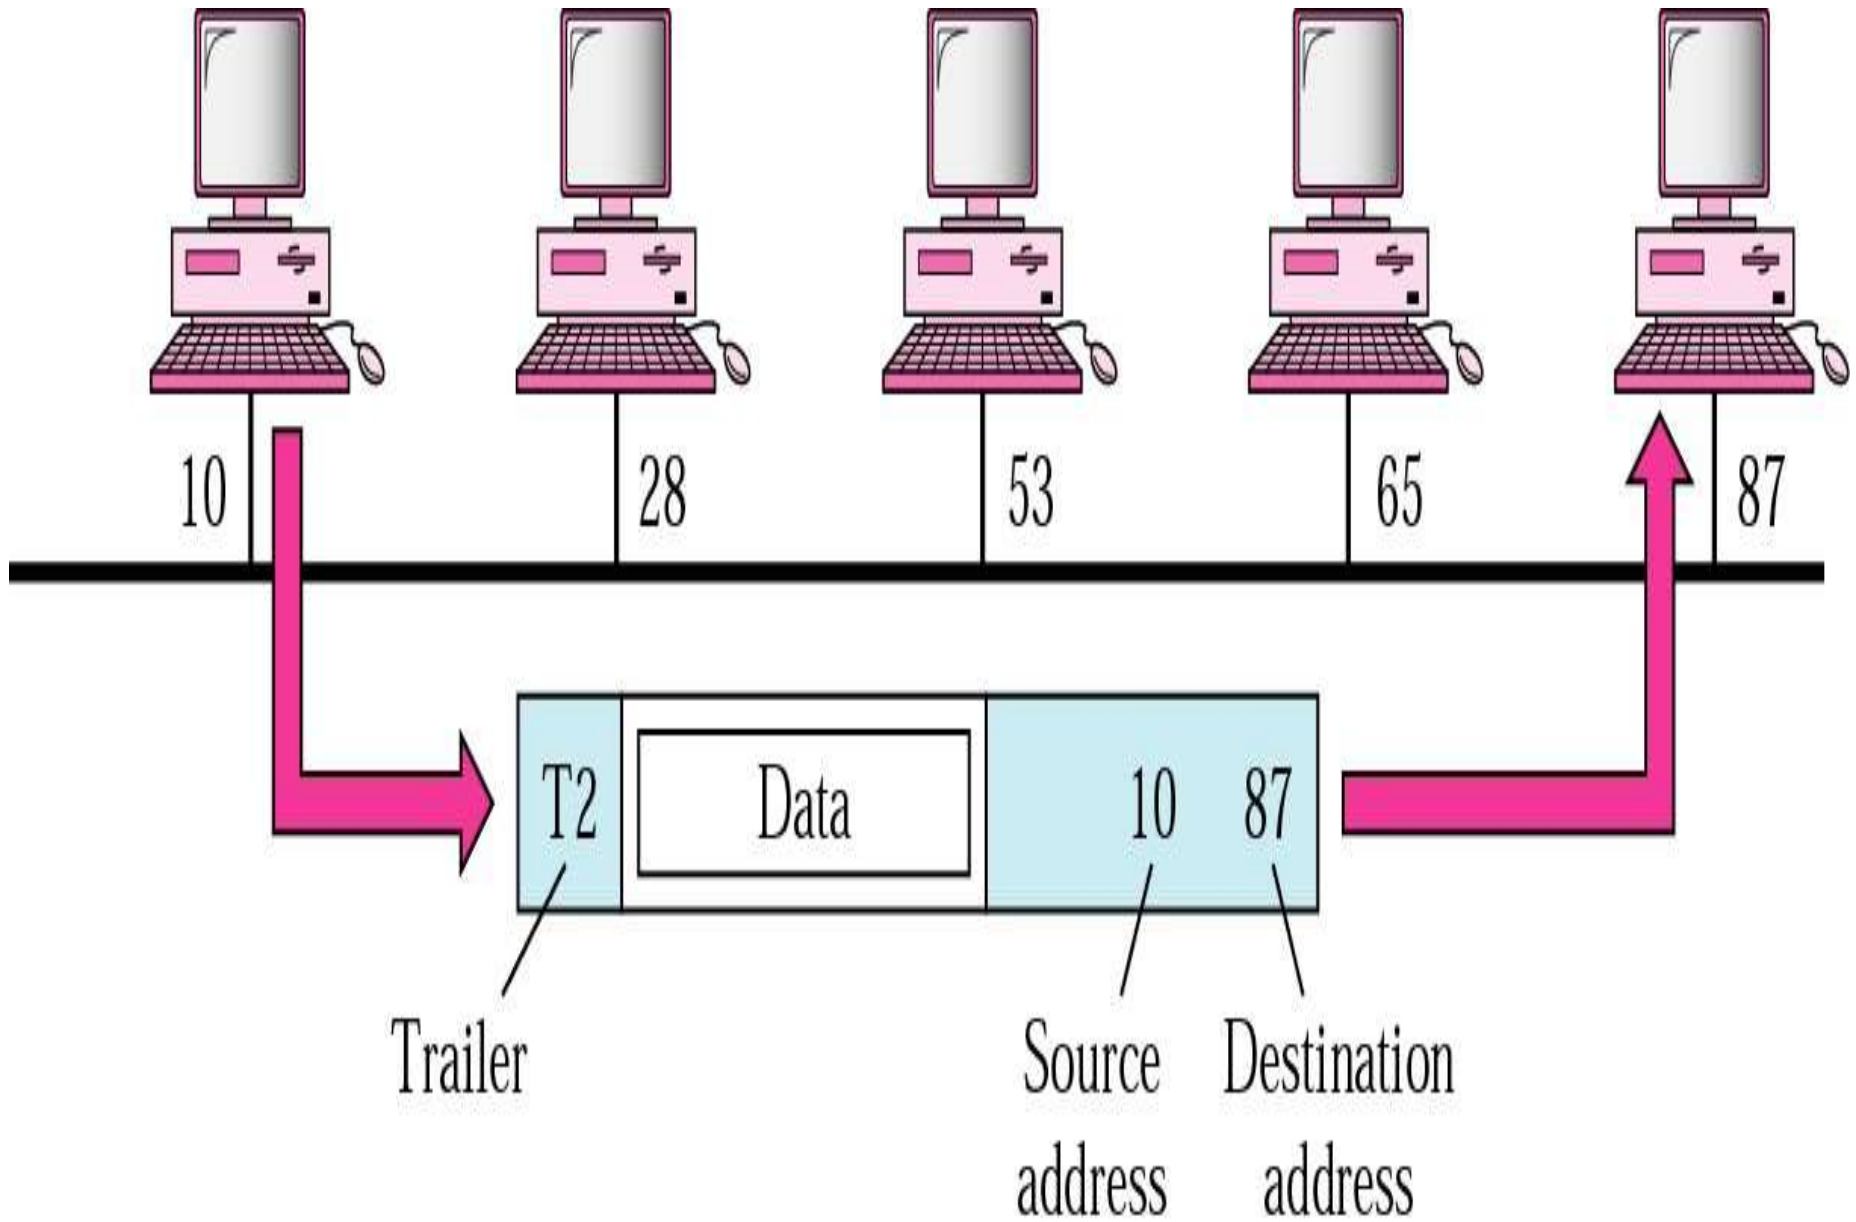 10 28 53 65 87
T2 Data 10 87
Trailer Source Destination
address address